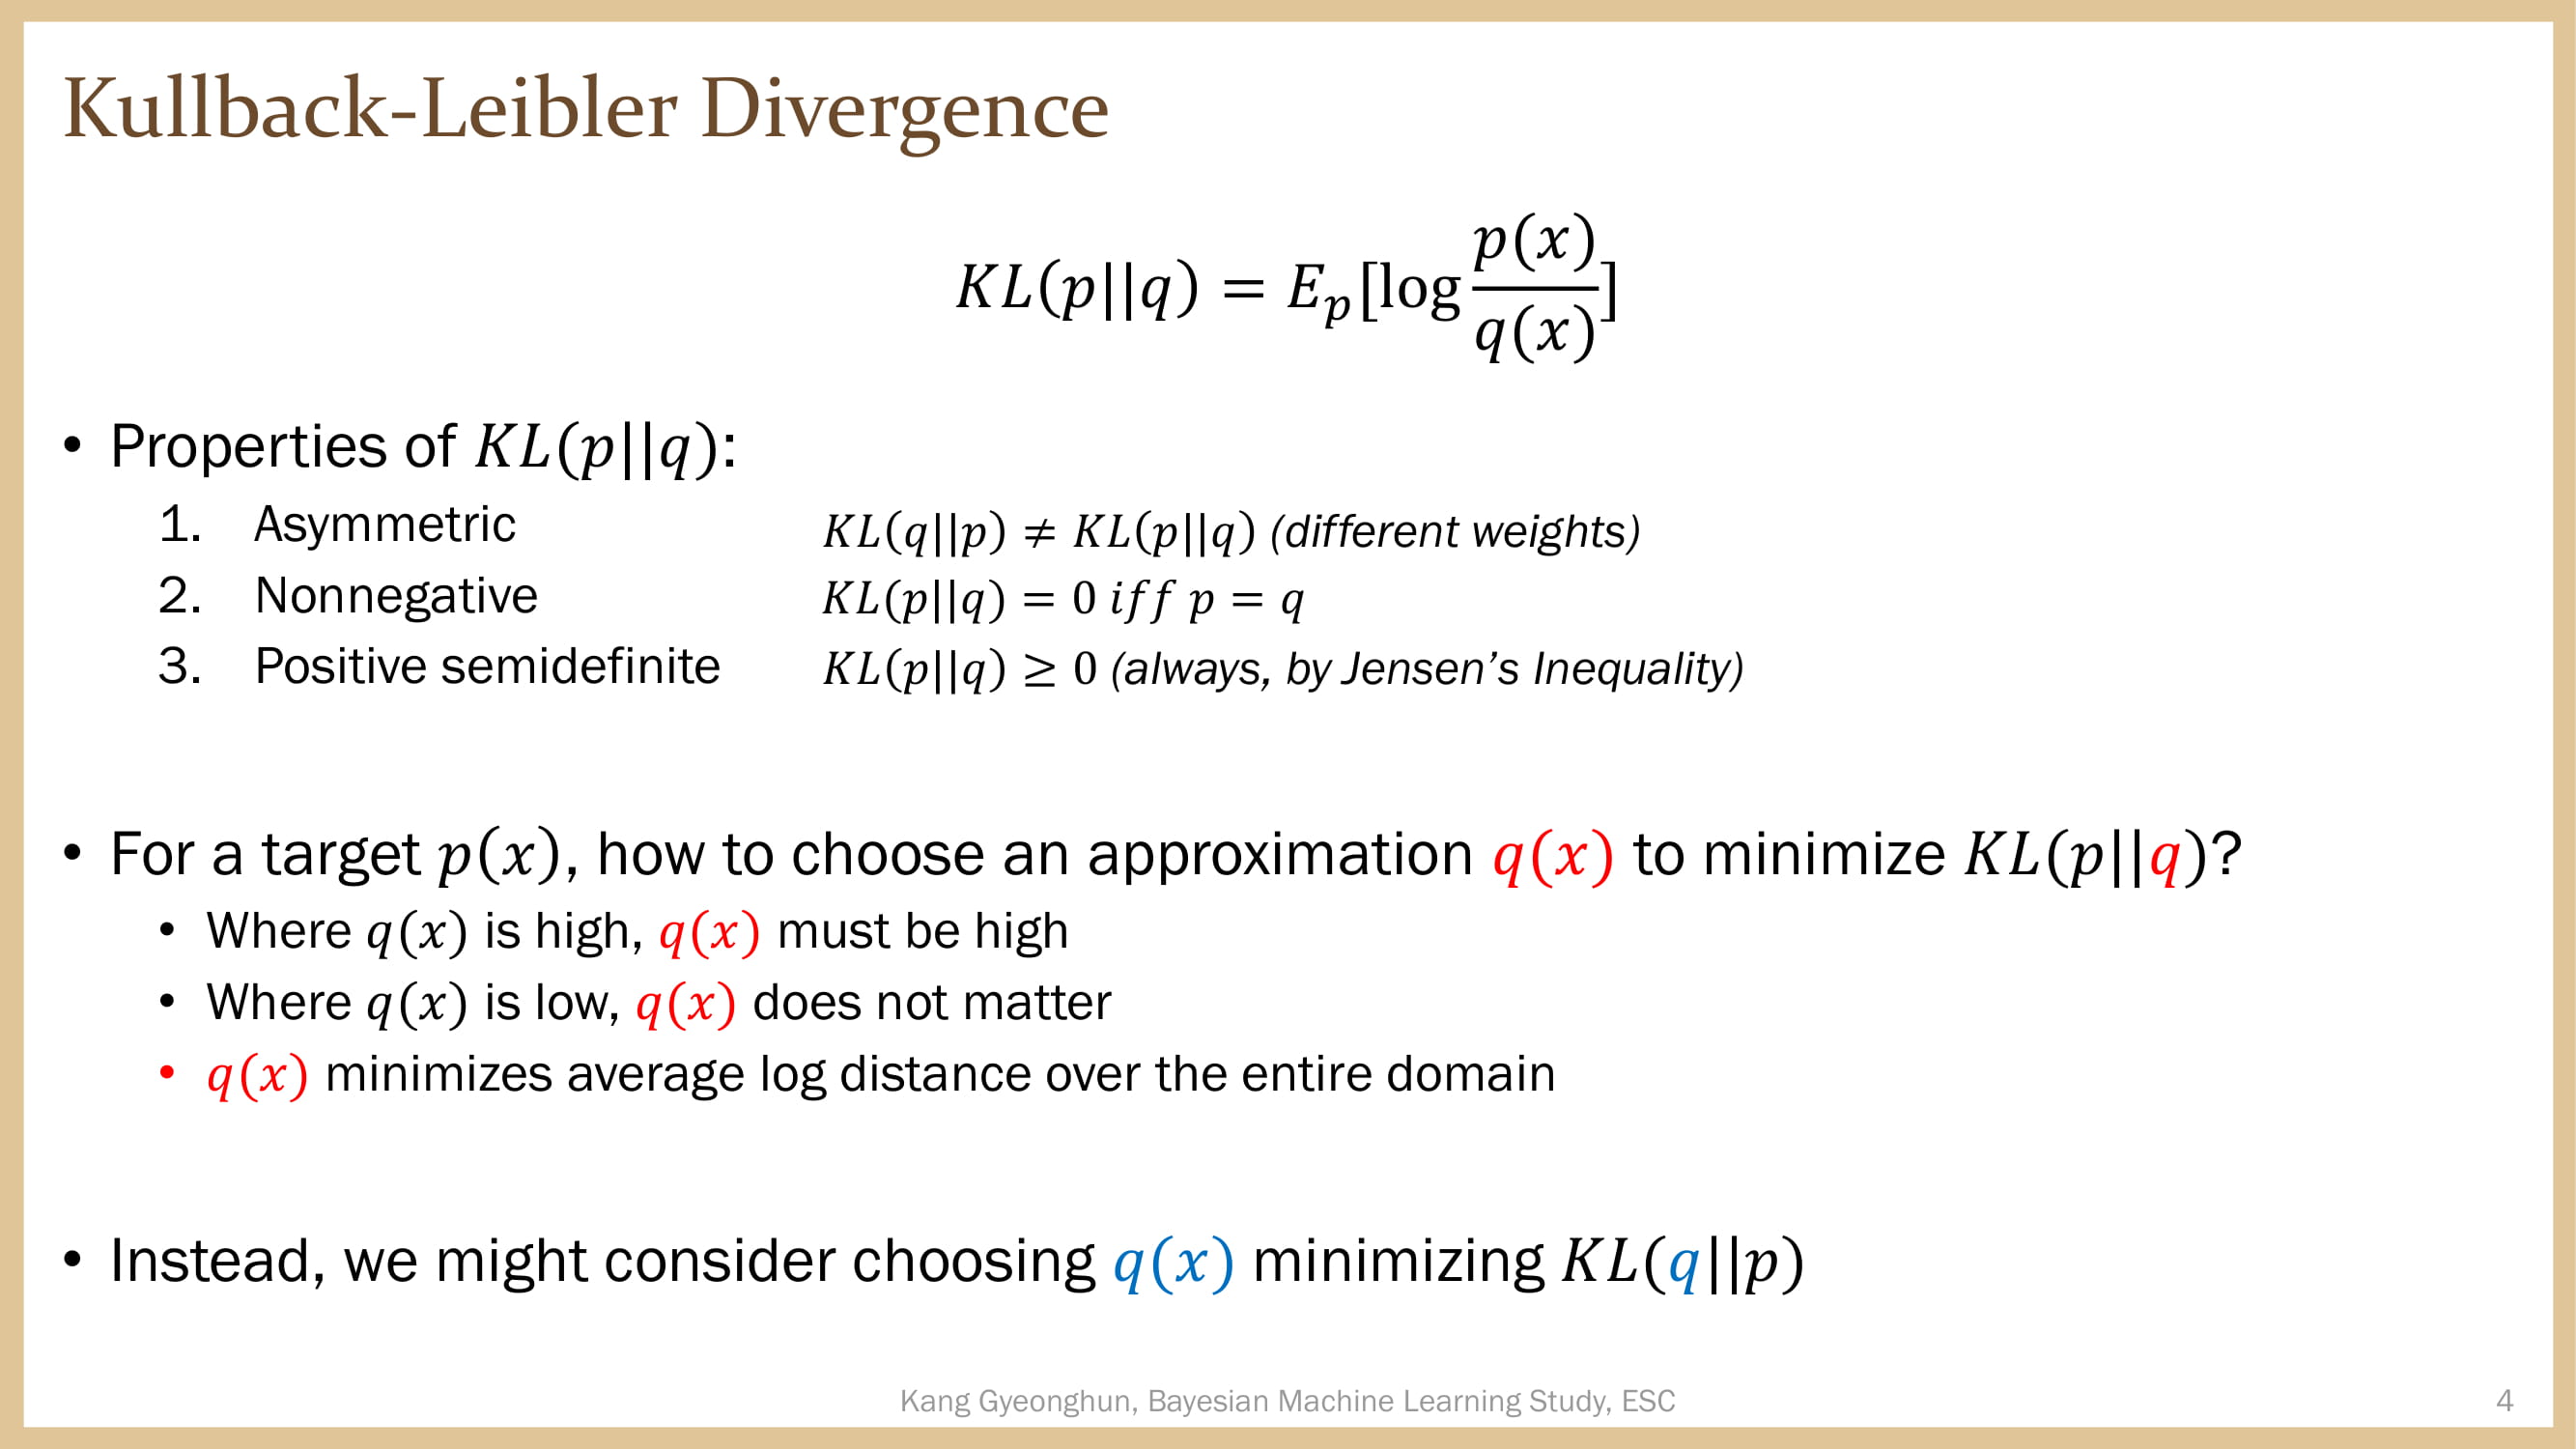 Kullback-Leibler Divergence
KL(p||q) = E_p[log p(x)/q(x)]
• Properties of KL(p||q):
1. Asymmetric KL(q||p) ≠ KL(p||q) (different weights)
2. Nonnegative KL(p||q) = 0 iff p = q
3. Positive semidefinite KL(p||q) ≥ 0 (always, by Jensen’s Inequality)
• For a target p(x), how to choose an approximation q(x) to minimize KL(p||q)?
• Where q(x) is high, q(x) must be high
• Where q(x) is low, q(x) does not matter
• q(x) minimizes average log distance over the entire domain
• Instead, we might consider choosing q(x) minimizing KL(q||p)
Kang Gyeonghun, Bayesian Machine Learning Study, ESC
4